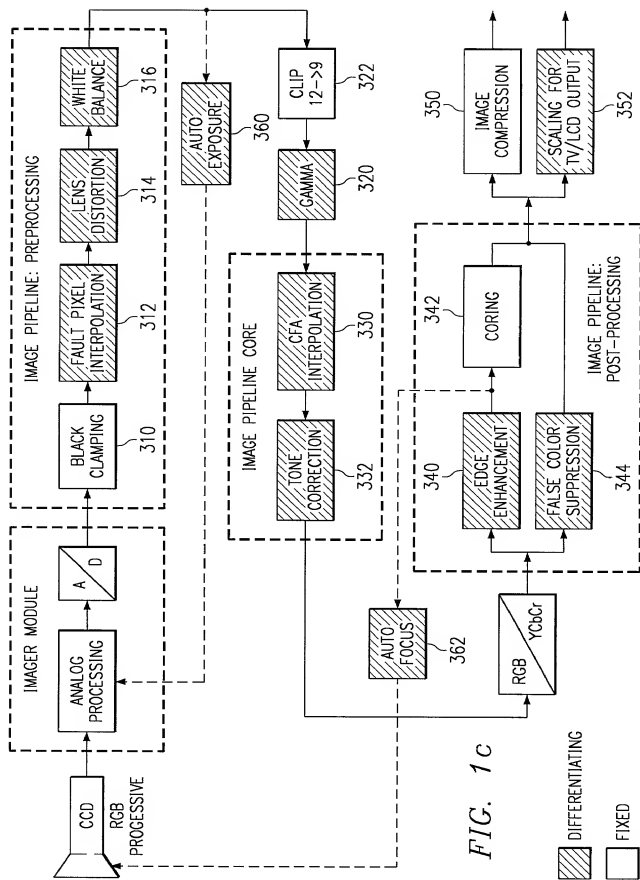 CCD
RGB
PROGESSIVE
IMAGER MODULE
ANALOG
PROCESSING
A
D
IMAGE PIPELINE: PREPROCESSING
BLACK
CLAMPING
310
FAULT PIXEL
INTERPOLATION
312
LENS
DISTORTION
314
WHITE
BALANCE
316
AUTO
EXPOSURE
360
CLIP
12->9
322
GAMMA
320
IMAGE PIPELINE CORE
CFA
INTERPOLATION
330
TONE
CORRECTION
332
AUTO
FOCUS
362
RGB
YCbCr
340
EDGE
ENHANCEMENT
342
CORING
FALSE COLOR
SUPPRESSION
344
IMAGE PIPELINE:
POST-PROCESSING
350
IMAGE
COMPRESSION
SCALING FOR
TV/LCD OUTPUT
352
FIG. 1c
DIFFERENTIATING
FIXED